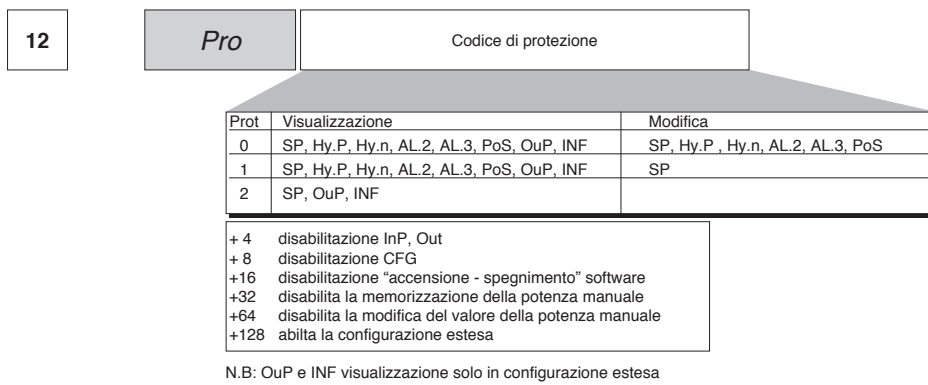 12 Pro Codice di protezione
Prot Visualizzazione Modifica
0 SP, Hy.P, Hy.n, AL.2, AL.3, PoS, OuP, INF SP, Hy.P , Hy.n, AL.2, AL.3, PoS
1 SP, Hy.P, Hy.n, AL.2, AL.3, PoS, OuP, INF SP
2 SP, OuP, INF
+ 4 disabilitazione InP, Out
+ 8 disabilitazione CFG
+16 disabilitazione “accensione - spegnimento” software
+32 disabilita la memorizzazione della potenza manuale
+64 disabilita la modifica del valore della potenza manuale
+128 abilta la configurazione estesa
N.B: OuP e INF visualizzazione solo in configurazione estesa